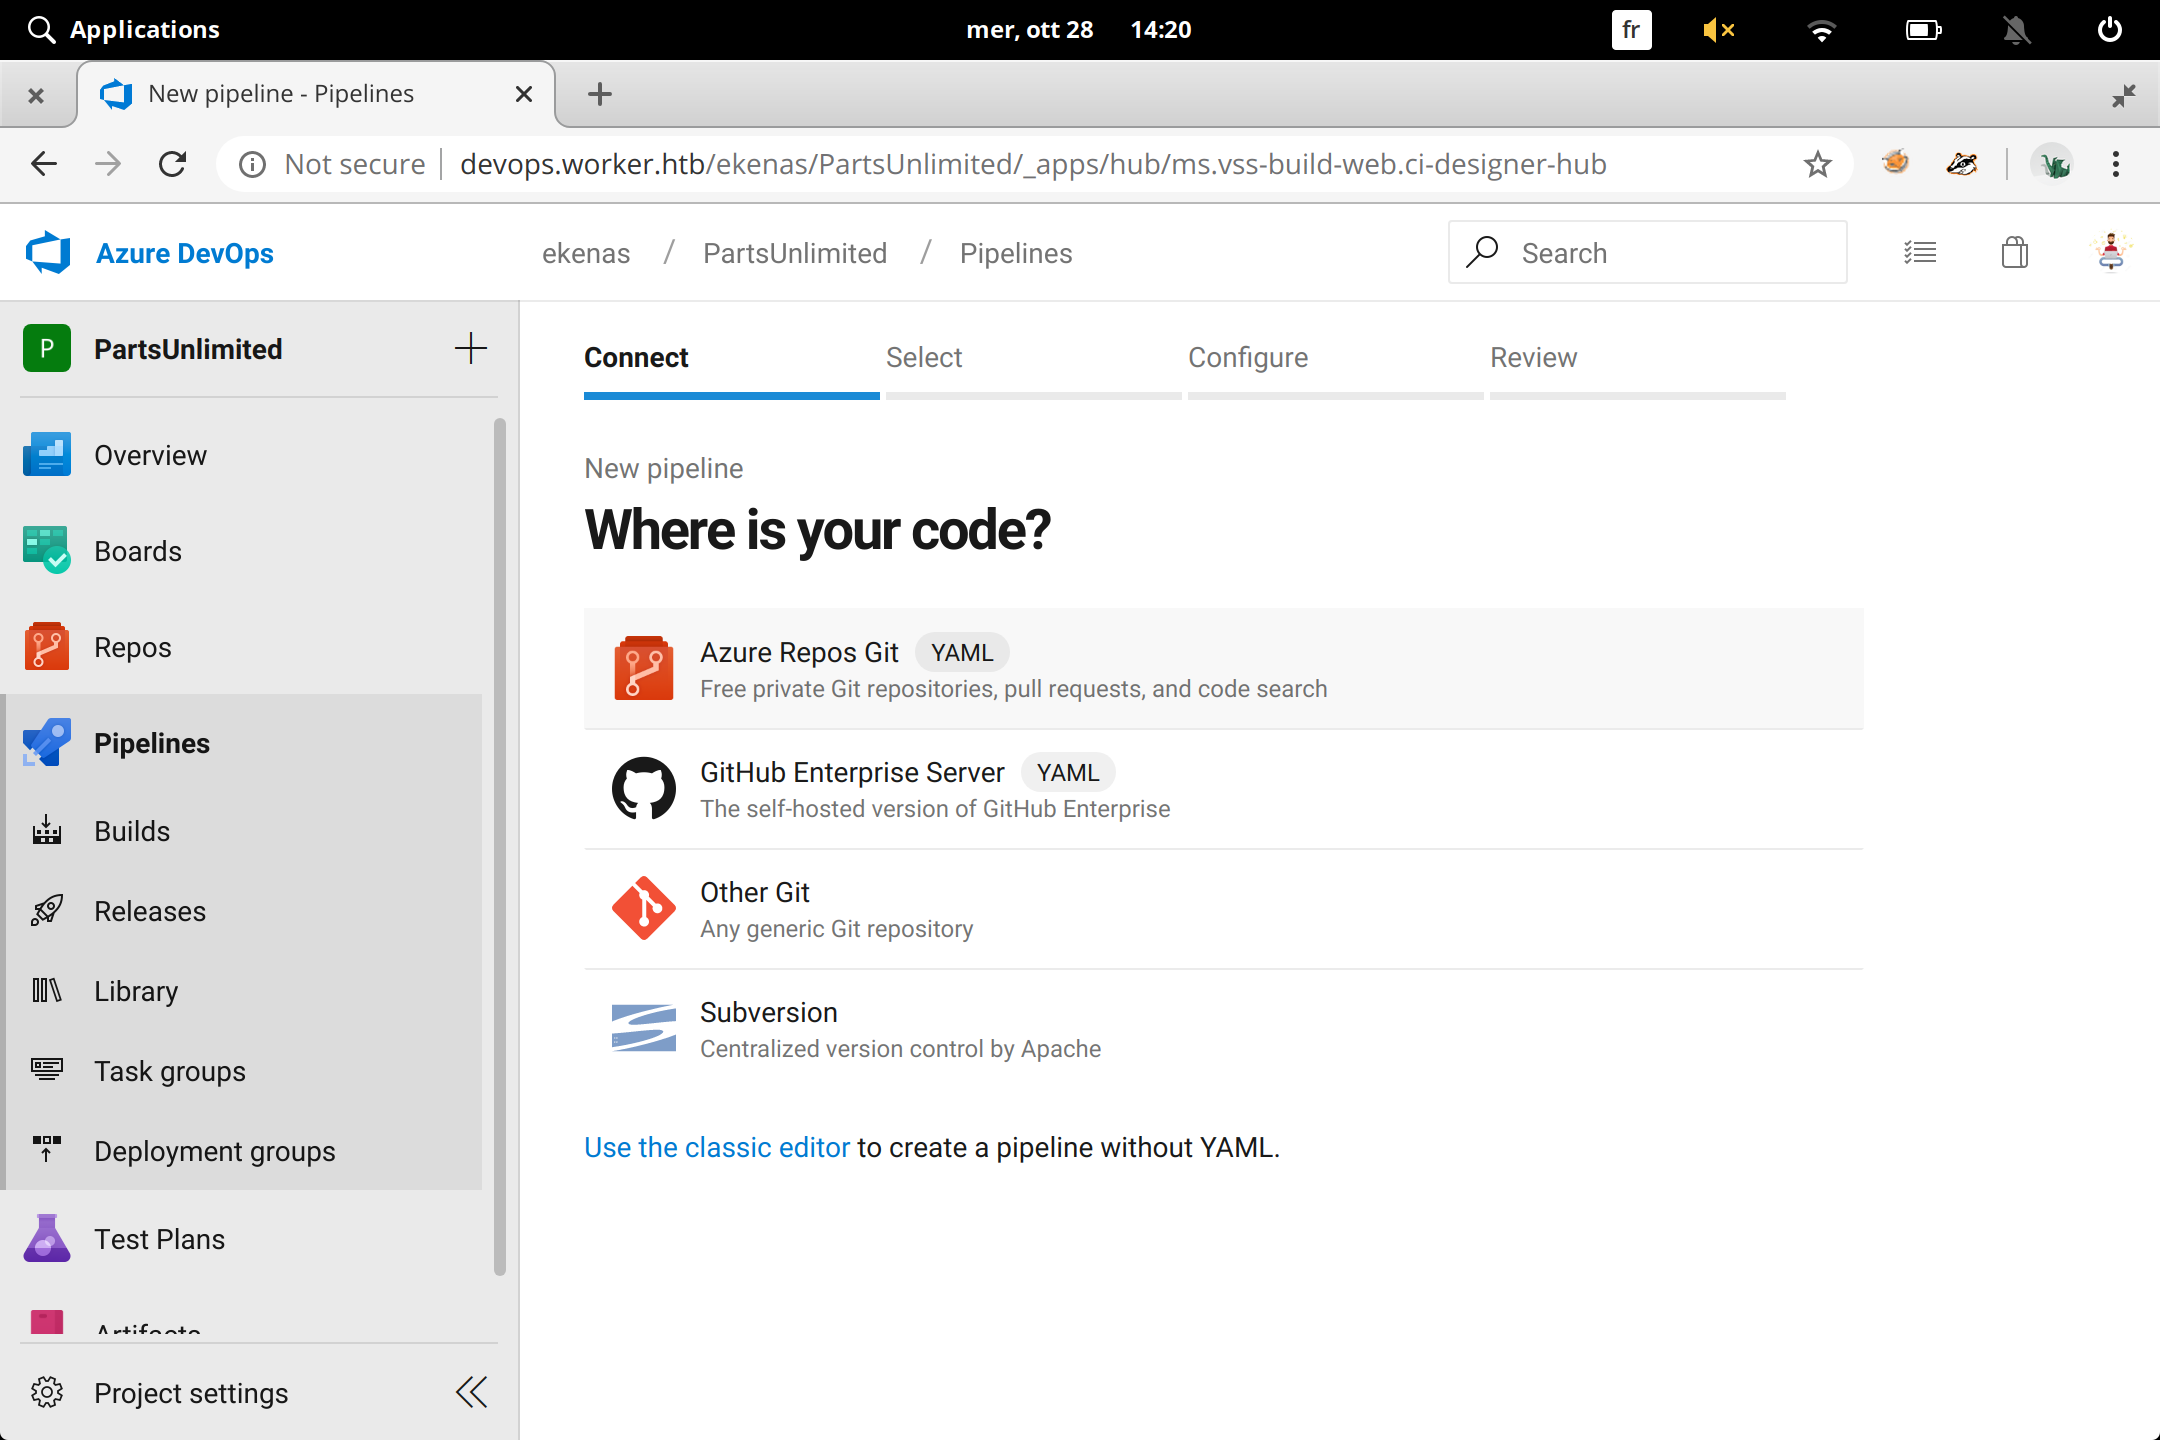 Applications
mer, ott 28 14:20
fr
New pipeline - Pipelines
Not secure devops.worker.htb/ekenas/PartsUnlimited/_apps/hub/ms.vss-build-web.ci-designer-hub
Azure DevOps
ekenas / PartsUnlimited / Pipelines
Search
P PartsUnlimited
Overview
Boards
Repos
Pipelines
Builds
Releases
Library
Task groups
Deployment groups
Test Plans
Artifacts
Project settings
Connect Select Configure Review
New pipeline
Where is your code?
Azure Repos Git YAML
Free private Git repositories, pull requests, and code search
GitHub Enterprise Server YAML
The self-hosted version of GitHub Enterprise
Other Git
Any generic Git repository
Subversion
Centralized version control by Apache
Use the classic editor to create a pipeline without YAML.